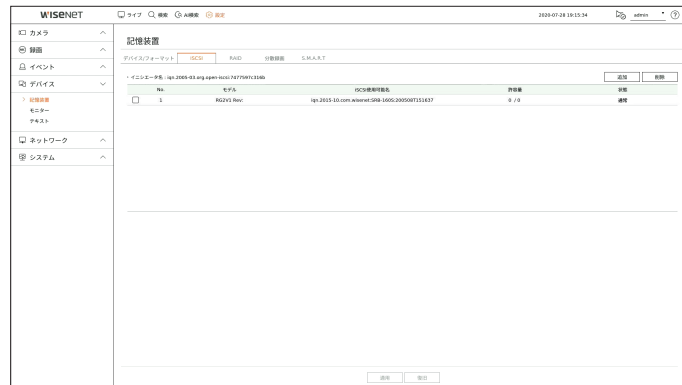 WISENET ライブ 検索 AI検索 設定 2020-07-28 19:15:34 admin
カメラ
録画
イベント
デバイス
記憶装置
モニター
テキスト
ネットワーク
システム
記憶装置
デバイス/フォーマット iSCSI RAID 分散録画 S.M.A.R.T
• イニシエータ名 : iqn.2005-03.org.open-iscsi:7477597c316b 追加 削除
No. モデル iSCSI使用可能名 許容量 状態
1 RG2V1 Rev: iqn.2015-10.com.wisenet:SRB-160S:200508T151637 0 / 0 通常
適用 復旧